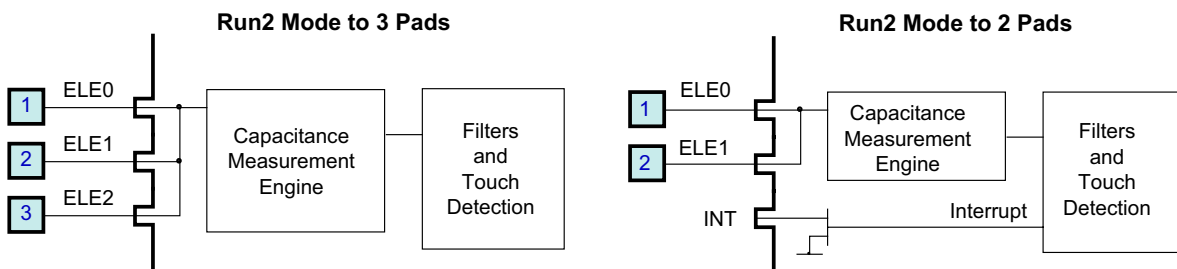 Run2 Mode to 3 Pads
1
ELE0
2
ELE1
3
ELE2
Capacitance
Measurement
Engine
Filters
and
Touch
Detection
Run2 Mode to 2 Pads
1
ELE0
2
ELE1
INT
Capacitance
Measurement
Engine
Interrupt
Filters
and
Touch
Detection